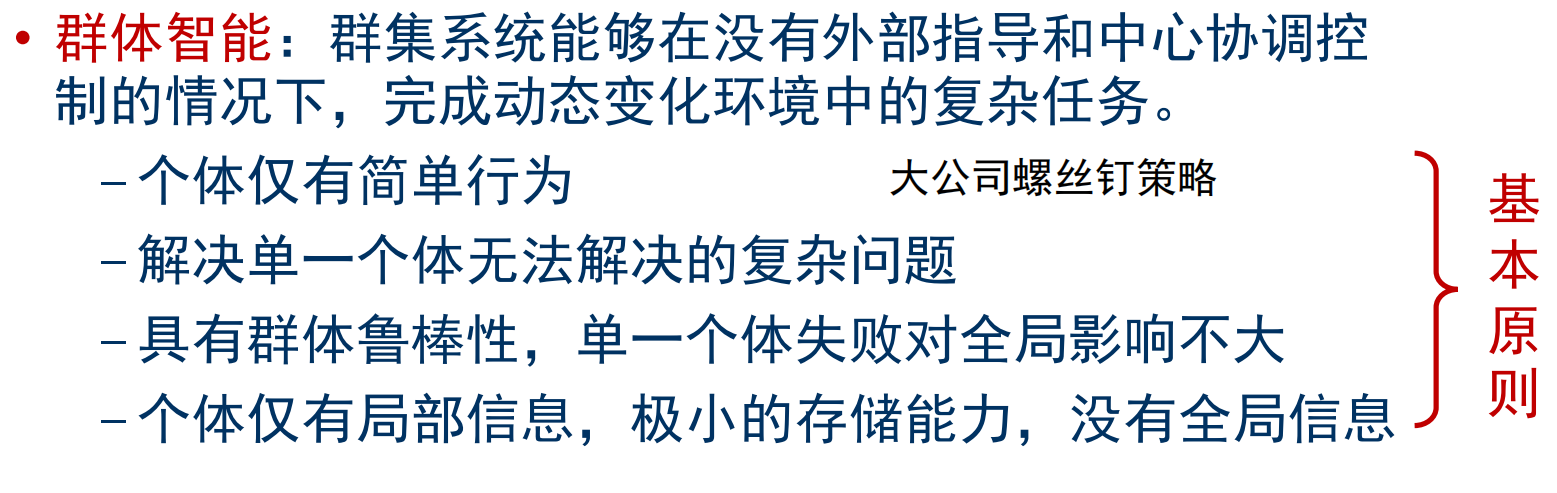 • 群体智能：群集系统能够在没有外部指导和中心协调控
制的情况下，完成动态变化环境中的复杂任务。
– 个体仅有简单行为
大公司螺丝钉策略
– 解决单一个体无法解决的复杂问题
– 具有群体鲁棒性，单一个体失败对全局影响不大
– 个体仅有局部信息，极小的存储能力，没有全局信息
基本原则